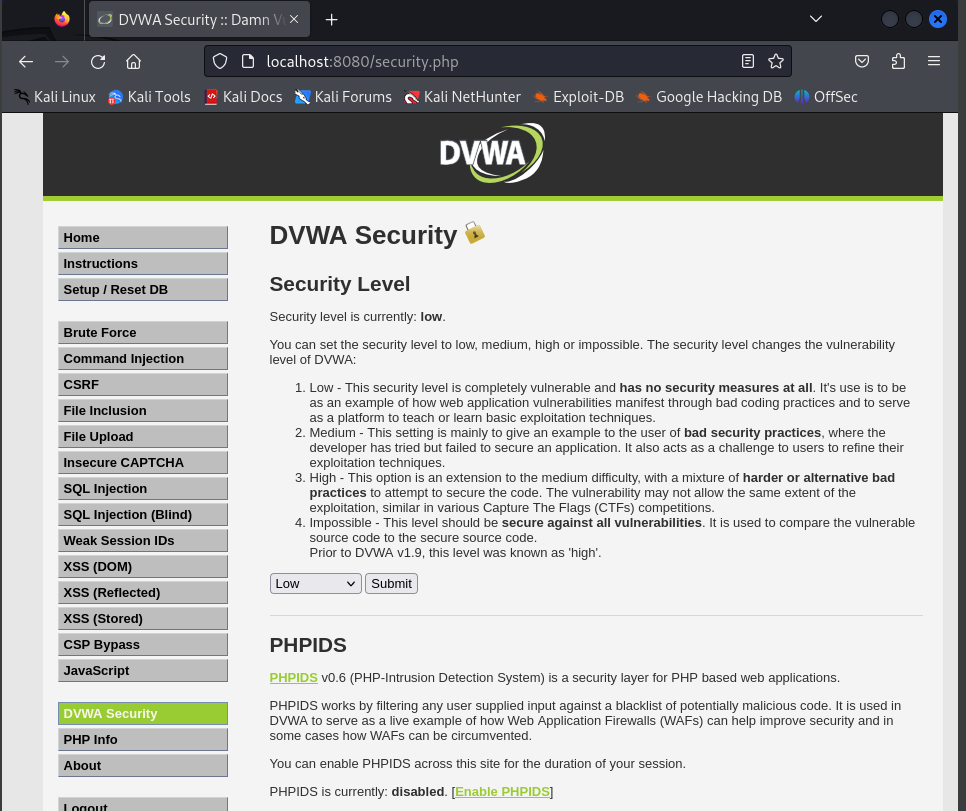 DVWA Security :: Damn Vu
localhost:8080/security.php
Kali Linux Kali Tools Kali Docs Kali Forums Kali NetHunter Exploit-DB Google Hacking DB OffSec
DVWA
Home
Instructions
Setup / Reset DB
Brute Force
Command Injection
CSRF
File Inclusion
File Upload
Insecure CAPTCHA
SQL Injection
SQL Injection (Blind)
Weak Session IDs
XSS (DOM)
XSS (Reflected)
XSS (Stored)
CSP Bypass
JavaScript
DVWA Security
PHP Info
About
Logout
DVWA Security
Security Level
Security level is currently: low.
You can set the security level to low, medium, high or impossible. The security level changes the vulnerability
level of DVWA:
1. Low - This security level is completely vulnerable and has no security measures at all. It's use is to be
as an example of how web application vulnerabilities manifest through bad coding practices and to serve
as a platform to teach or learn basic exploitation techniques.
2. Medium - This setting is mainly to give an example to the user of bad security practices, where the
developer has tried but failed to secure an application. It also acts as a challenge to users to refine their
exploitation techniques.
3. High - This option is an extension to the medium difficulty, with a mixture of harder or alternative bad
practices to attempt to secure the code. The vulnerability may not allow the same extent of the
exploitation, similar in various Capture The Flags (CTFs) competitions.
4. Impossible - This level should be secure against all vulnerabilities. It is used to compare the vulnerable
source code to the secure source code.
Prior to DVWA v1.9, this level was known as 'high'.
Low Submit
PHPIDS
PHPIDS v0.6 (PHP-Intrusion Detection System) is a security layer for PHP based web applications.
PHPIDS works by filtering any user supplied input against a blacklist of potentially malicious code. It is used in
DVWA to serve as a live example of how Web Application Firewalls (WAFs) can help improve security and in
some cases how WAFs can be circumvented.
You can enable PHPIDS across this site for the duration of your session.
PHPIDS is currently: disabled. [Enable PHPIDS]